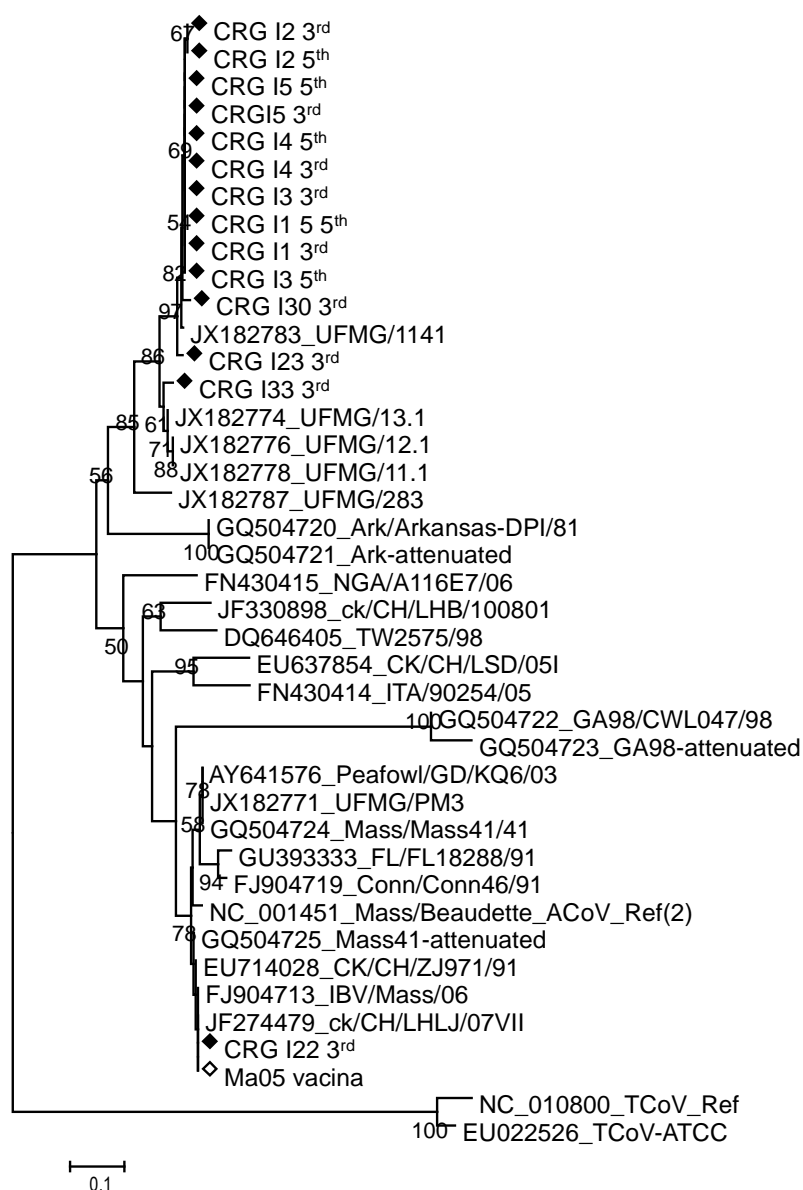 67
CRG I2 3rd
CRG I2 5th
CRG I5 5th
CRGI5 3rd
CRG I4 5th
69
CRG I4 3rd
CRG I3 3rd
54
CRG I1 5 5th
CRG I1 3rd
82
CRG I3 5th
97
CRG I30 3rd
JX182783_UFMG/1141
86
CRG I23 3rd
CRG I33 3rd
85
61
JX182774_UFMG/13.1
71
JX182776_UFMG/12.1
88
JX182778_UFMG/11.1
56
JX182787_UFMG/283
GQ504720_Ark/Arkansas-DPI/81
100
GQ504721_Ark-attenuated
FN430415_NGA/A116E7/06
63
JF330898_ck/CH/LHB/100801
50
DQ646405_TW2575/98
95
EU637854_CK/CH/LSD/05I
FN430414_ITA/90254/05
100
GQ504722_GA98/CWL047/98
GQ504723_GA98-attenuated
AY641576_Peafowl/GD/KQ6/03
78
JX182771_UFMG/PM3
58
GQ504724_Mass/Mass41/41
GU393333_FL/FL18288/91
94
FJ904719_Conn/Conn46/91
NC_001451_Mass/Beaudette_ACoV_Ref(2)
78
GQ504725_Mass41-attenuated
EU714028_CK/CH/ZJ971/91
FJ904713_IBV/Mass/06
JF274479_ck/CH/LHLJ/07VII
CRG I22 3rd
Ma05 vacina
NC_010800_TCoV_Ref
100
EU022526_TCoV-ATCC
0.1